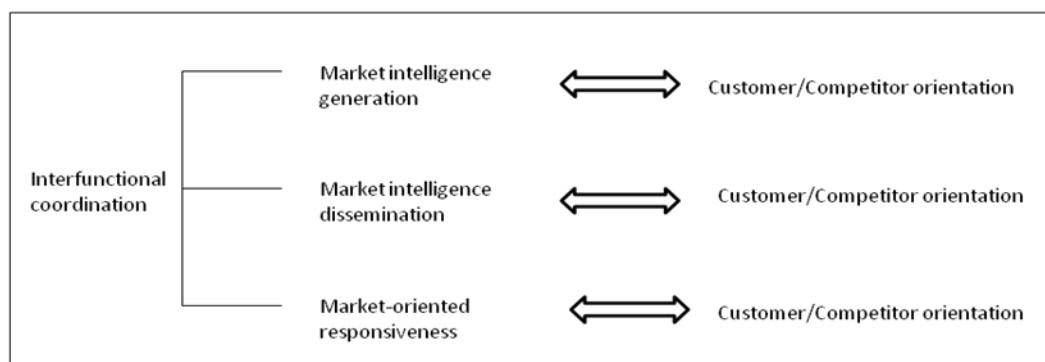 Market intelligence
generation
Customer/Competitor orientation
Interfunctional
coordination
Market intelligence
dissemination
Customer/Competitor orientation
Market-oriented
responsiveness
Customer/Competitor orientation